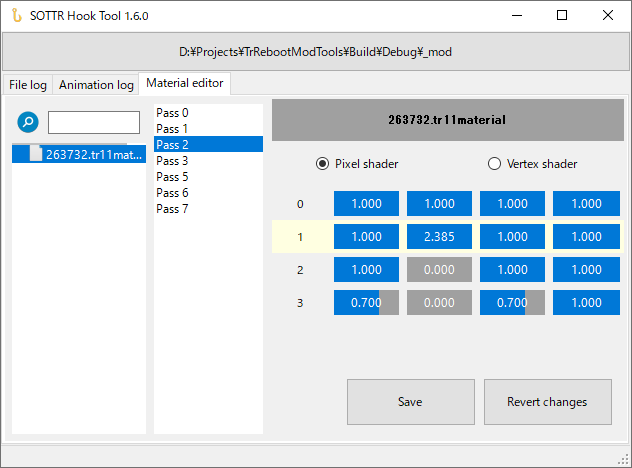 SOTTR Hook Tool 1.6.0
D:¥Projects¥TrRebootModTools¥Build¥Debug¥_mod
File log Animation log Material editor
263732.tr11mat...
Pass 0
Pass 1
Pass 2
Pass 3
Pass 5
Pass 6
Pass 7
263732.tr11material
Pixel shader Vertex shader
0 1.000 1.000 1.000 1.000
1 1.000 2.385 1.000 1.000
2 1.000 0.000 1.000 1.000
3 0.700 0.000 0.700 1.000
Save Revert changes